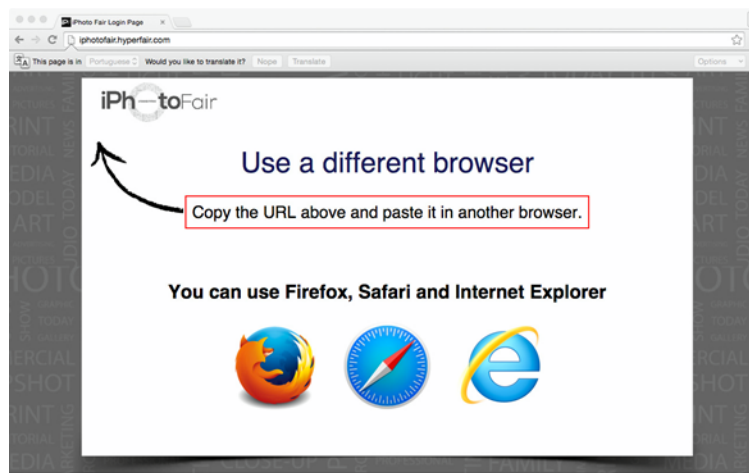 iPhoto Fair Login Page
iphotofair.hyperfair.com
This page is in Portuguese Would you like to translate it? Nope Translate Options
iPhotoFair
Use a different browser
Copy the URL above and paste it in another browser.
You can use Firefox, Safari and Internet Explorer